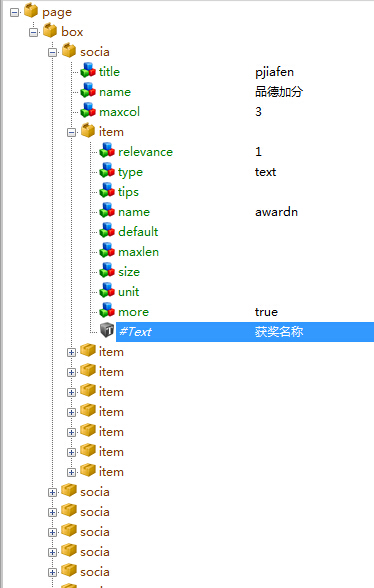 page
box
socia
title pjiafen
name 品德加分
maxcol 3
item
relevance 1
type text
tips
name awardn
default
maxlen
size
unit
more true
#Text 获奖名称
item
item
item
item
item
item
item
socia
socia
socia
socia
socia